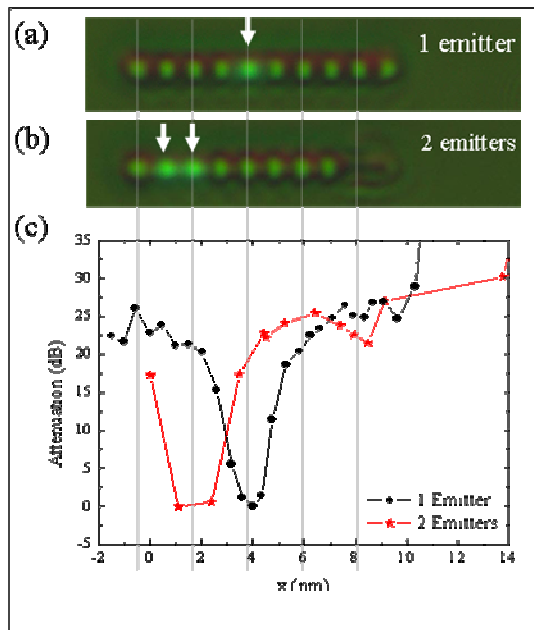 (a)
1 emitter
(b)
2 emitters
(c)
35
30
25
20
15
10
5
0
-5
Attenuation (dB)
1 Emitter
2 Emitters
-2 0 2 4 6 8 10 12 14
z (nm)